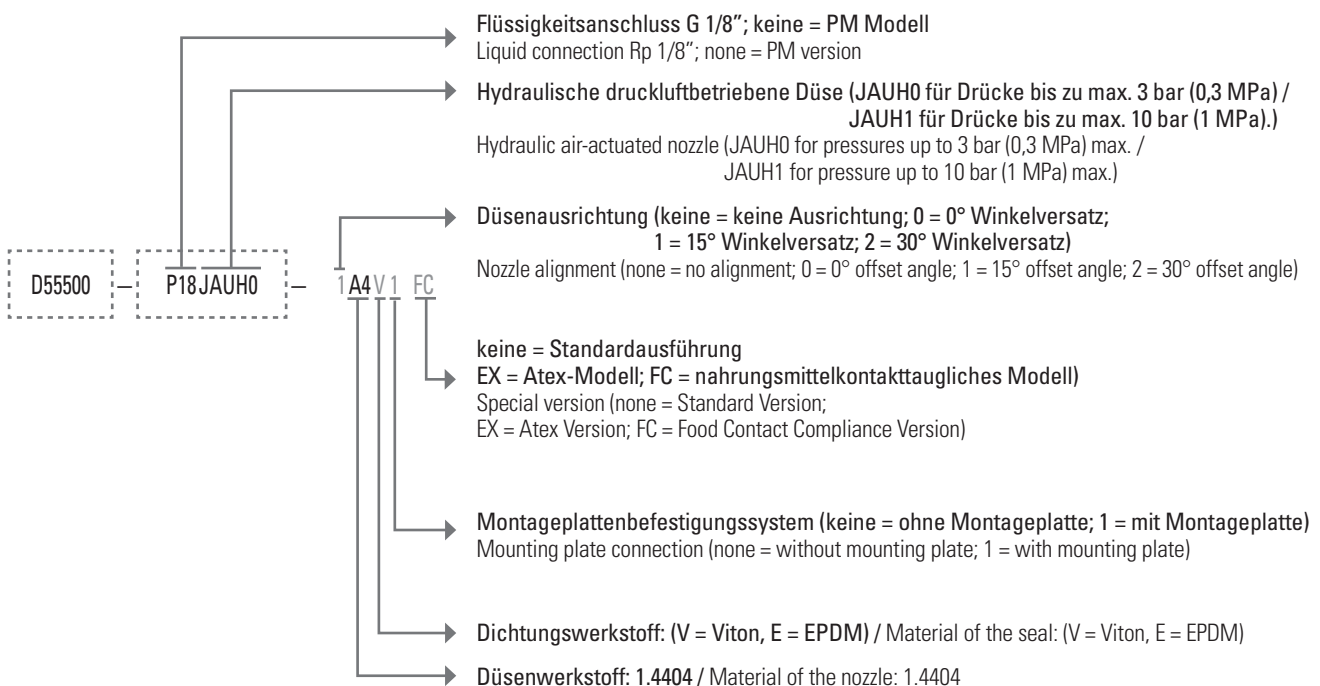 Flüssigkeitsanschluss G 1/8”; keine = PM Modell
Liquid connection Rp 1/8”; none = PM version
Hydraulische druckluftbetriebene Düse (JAUH0 für Drücke bis zu max. 3 bar (0,3 MPa) /
JAUH1 für Drücke bis zu max. 10 bar (1 MPa).)
Hydraulic air-actuated nozzle (JAUH0 for pressures up to 3 bar (0,3 MPa) max. /
JAUH1 for pressure up to 10 bar (1 MPa) max.)
Düsenausrichtung (keine = keine Ausrichtung; 0 = 0° Winkelversatz;
1 = 15° Winkelversatz; 2 = 30° Winkelversatz)
Nozzle alignment (none = no alignment; 0 = 0° offset angle; 1 = 15° offset angle; 2 = 30° offset angle)
D55500 – P18JAUH0 – 1 A4 V 1 FC
keine = Standardausführung
EX = Atex-Modell; FC = nahrungsmittelkontakttaugliches Modell)
Special version (none = Standard Version;
EX = Atex Version; FC = Food Contact Compliance Version)
Montageplattenbefestigungssystem (keine = ohne Montageplatte; 1 = mit Montageplatte)
Mounting plate connection (none = without mounting plate; 1 = with mounting plate)
Dichtungswerkstoff: (V = Viton, E = EPDM) / Material of the seal: (V = Viton, E = EPDM)
Düsenwerkstoff: 1.4404 / Material of the nozzle: 1.4404